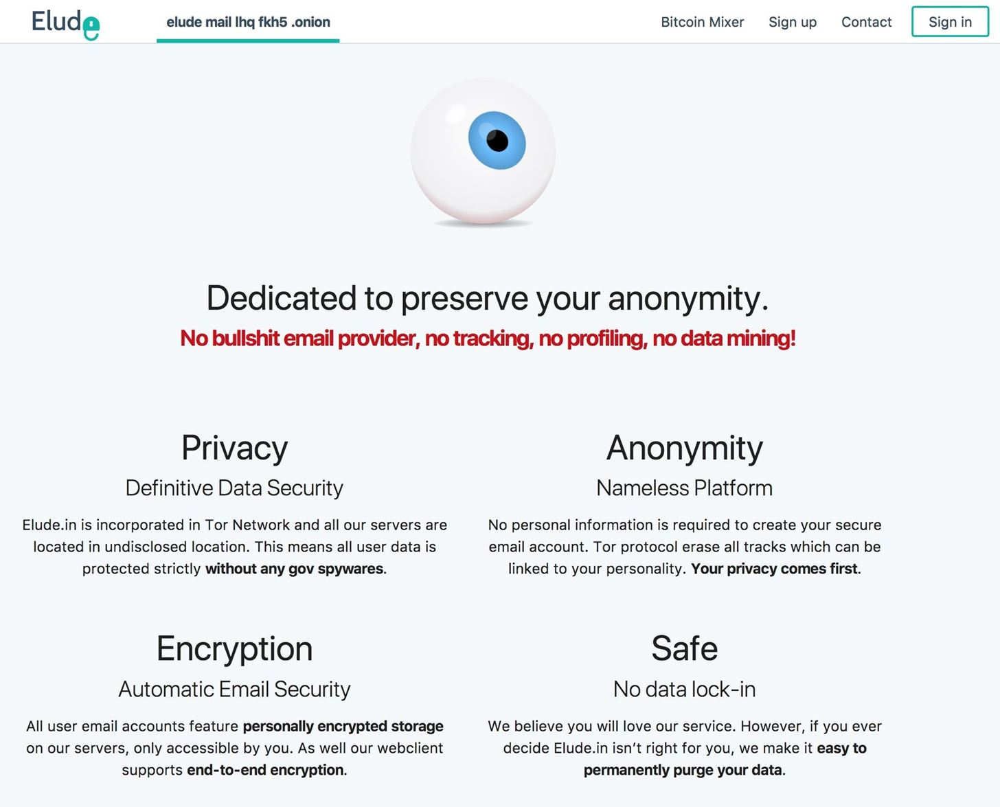 Elude
elude mail lhq fkh5 .onion
Bitcoin Mixer
Sign up
Contact
Sign in
Dedicated to preserve your anonymity.
No bullshit email provider, no tracking, no profiling, no data mining!
Privacy
Definitive Data Security
Elude.in is incorporated in Tor Network and all our servers are
located in undisclosed location. This means all user data is
protected strictly without any gov spywares.
Anonymity
Nameless Platform
No personal information is required to create your secure
email account. Tor protocol erase all tracks which can be
linked to your personality. Your privacy comes first.
Encryption
Automatic Email Security
All user email accounts feature personally encrypted storage
on our servers, only accessible by you. As well our webclient
supports end-to-end encryption.
Safe
No data lock-in
We believe you will love our service. However, if you ever
decide Elude.in isn’t right for you, we make it easy to
permanently purge your data.